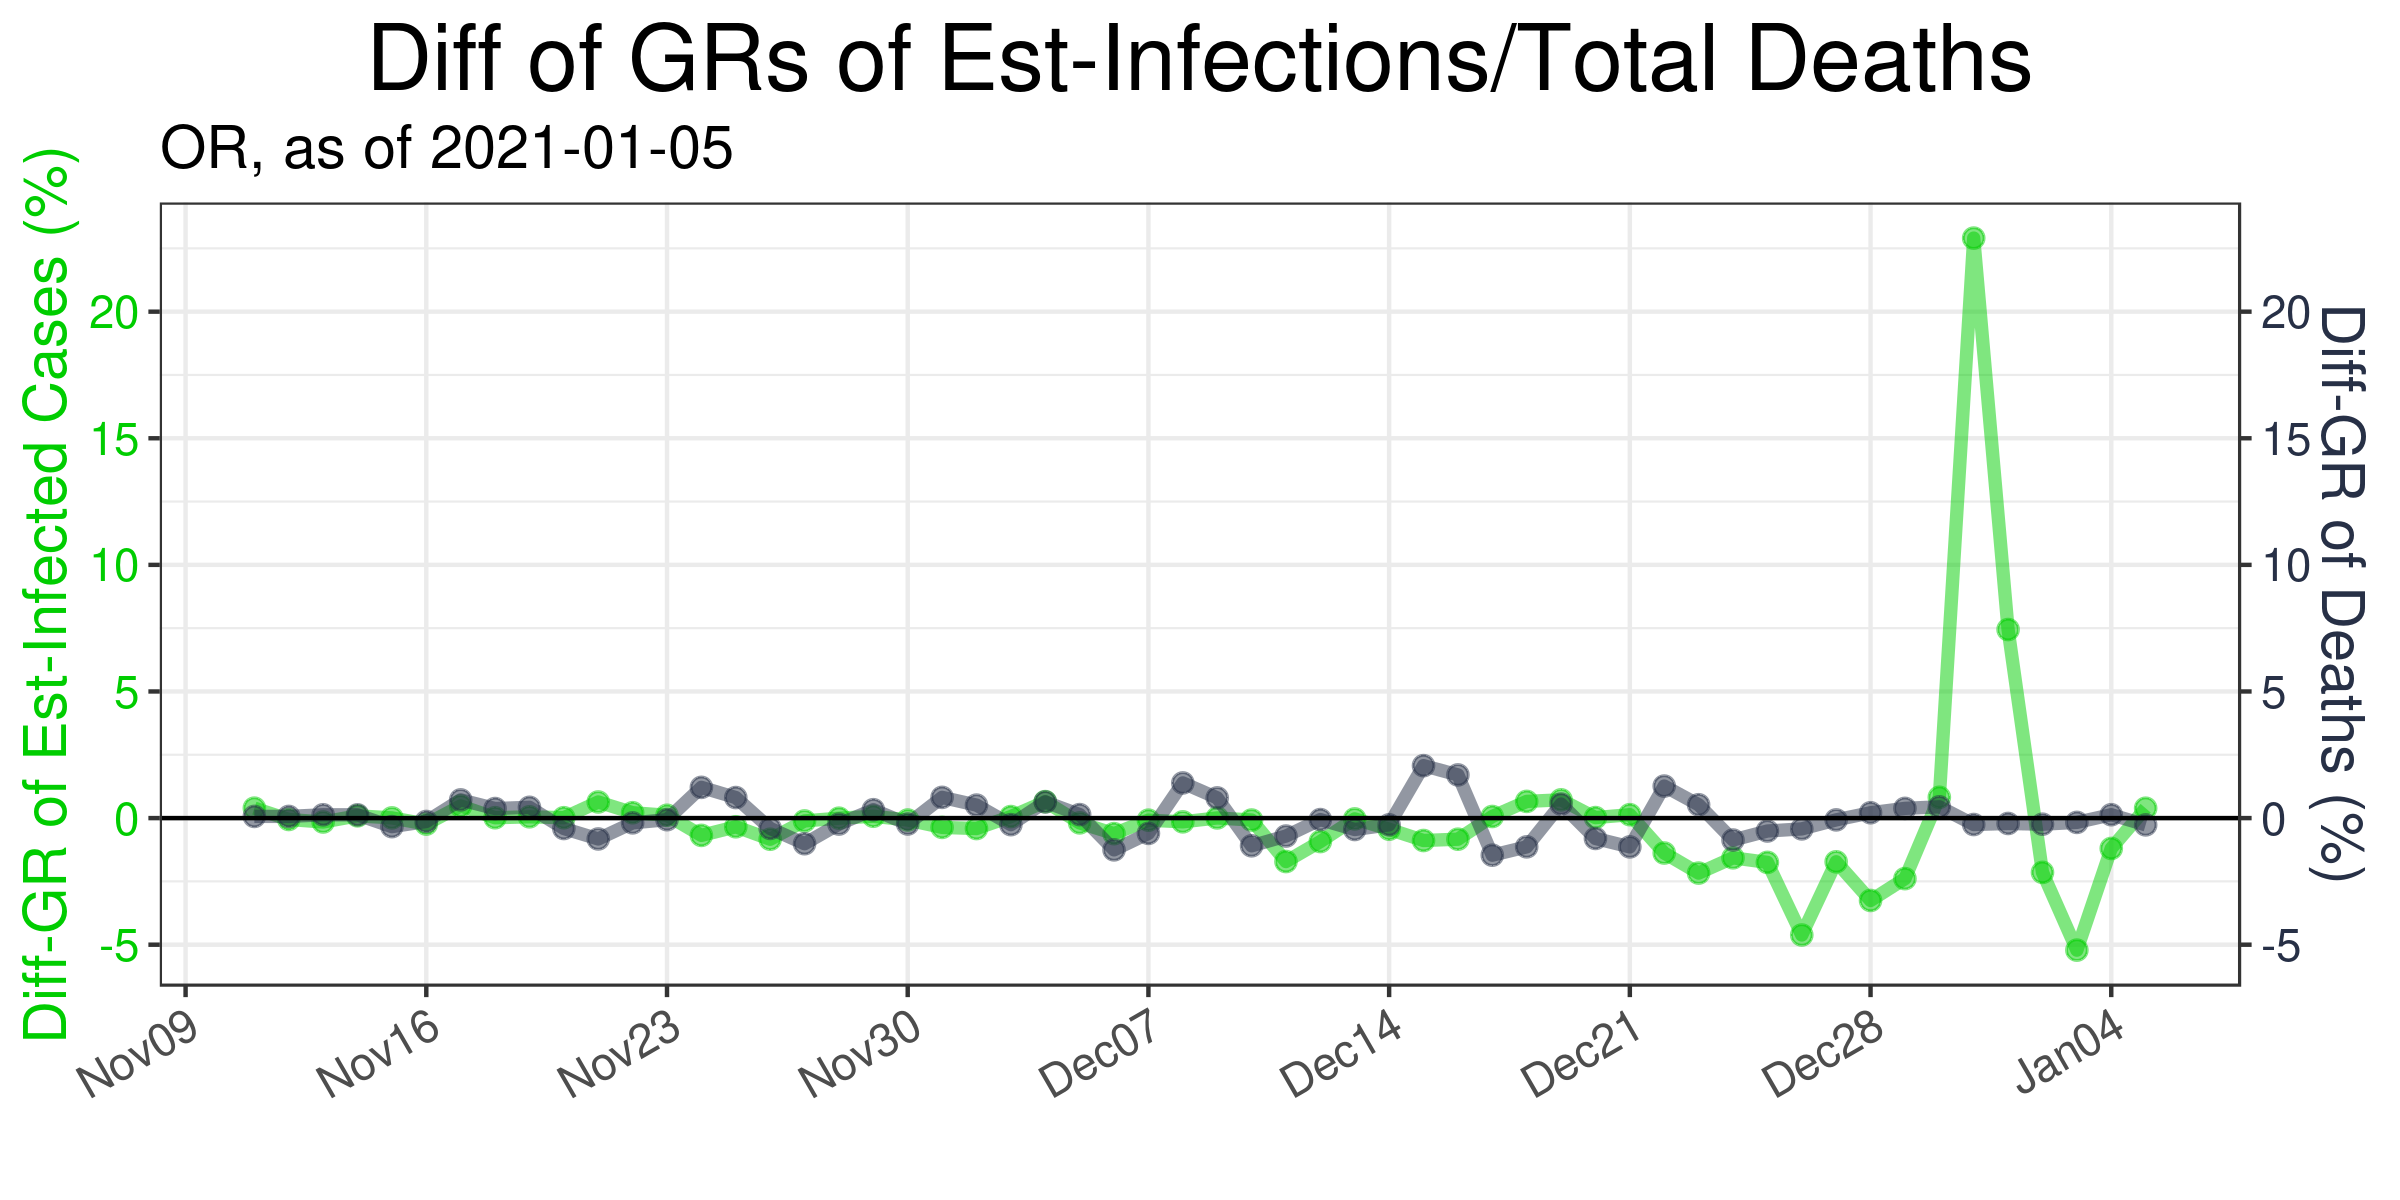 Diff of GRs of Est-Infections/Total Deaths
OR, as of 2021-01-05
Diff-GR of Est-Infected Cases (%)
20
15
10
5
0
-5
20
15
10
5
0
-5
Diff-GR of Deaths (%)
Nov09
Nov16
Nov23
Nov30
Dec07
Dec14
Dec21
Dec28
Jan04